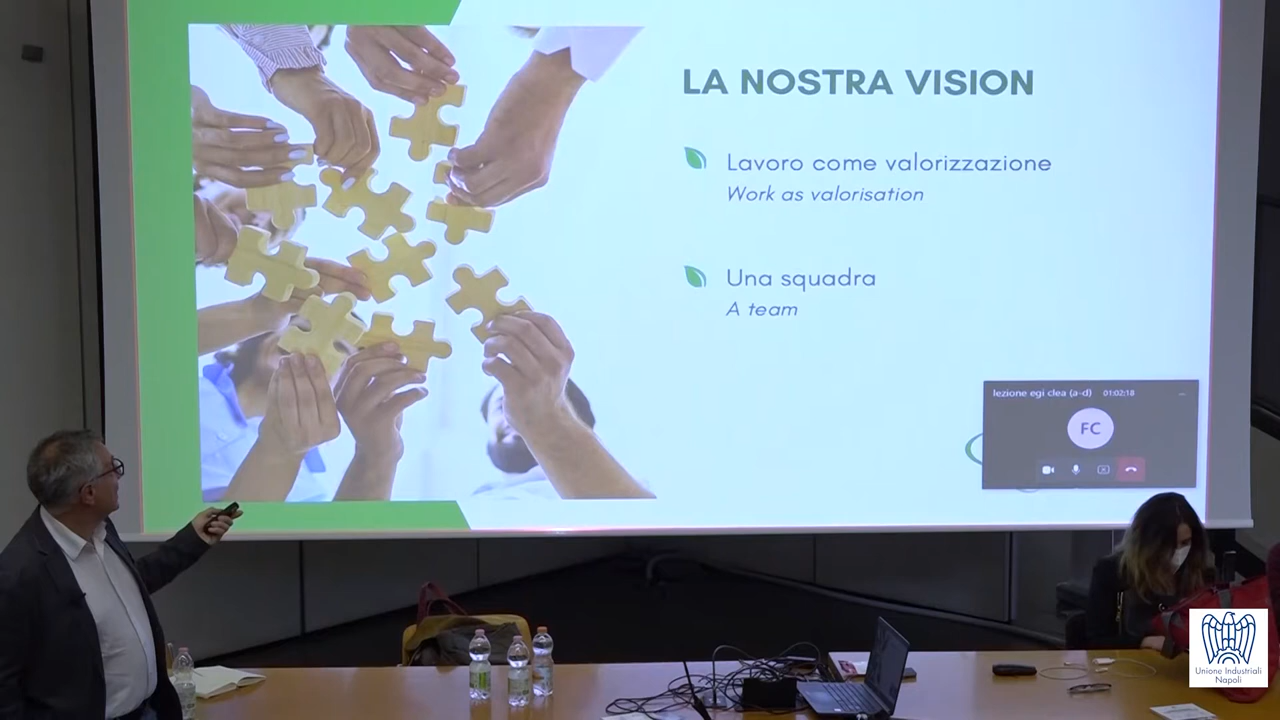 LA NOSTRA VISION
Lavoro come valorizzazione
Work as valorisation
Una squadra
A team
lezione egi clea (a-d) 01:02:18
FC
Unione Industriali
Napoli